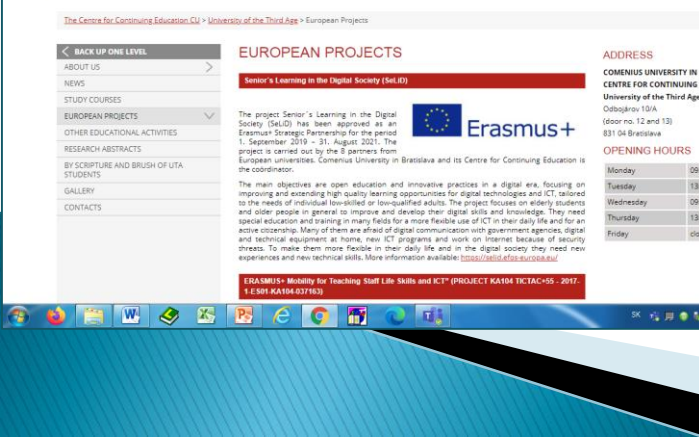 The Centre for Continuing Education CU > University of the Third Age > European Projects
BACK UP ONE LEVEL
ABOUT US
NEWS
STUDY COURSES
EUROPEAN PROJECTS
OTHER EDUCATIONAL ACTIVITIES
RESEARCH ABSTRACTS
BY SCRIPTURE AND BRUSH OF UTA
STUDENTS
GALLERY
CONTACTS
EUROPEAN PROJECTS
Senior's Learning in the Digital Society (SeLiD)
The project Senior's Learning in the Digital
Society (SeLiD) has been approved as an
Erasmus+ Strategic Partnership for the period
1. September 2019 - 31. August 2021. The
project is carried out by the 8 partners from
European universities. Comenius University in Bratislava and its Centre for Continuing Education is
the coordinator.
Erasmus+
The main objectives are open education and innovative practices in a digital era, focusing on
improving and extending high quality learning opportunities for digital technologies and ICT, tailored
to the needs of individual low-skilled or low-qualified adults. The project focuses on elderly students
and older people in general to improve and develop their digital skills and knowledge. They need
special education and training in many fields for a more flexible use of ICT in their daily life and for an
active citizenship. Many of them are afraid of digital communication with government agencies, digital
and technical equipment at home, new ICT programs and work on Internet because of security
threats. To make them more flexible in their daily life and in the digital society they need new
experiences and new technical skills. More information available: https://selid.efos-europa.eu/
ERASMUS+ Mobility for Teaching Staff Life Skills and ICT" (PROJECT KA104 TICTAC+55 - 2017-
1-ES01-KA104-037163)
ADDRESS
COMENIUS UNIVERSITY IN
CENTRE FOR CONTINUING
University of the Third Age
Odbojárov 10/A
(door no. 12 and 13)
831 04 Bratislava
OPENING HOURS
Monday 09
Tuesday 13
Wednesday 09
Thursday 13
Friday clo
SK